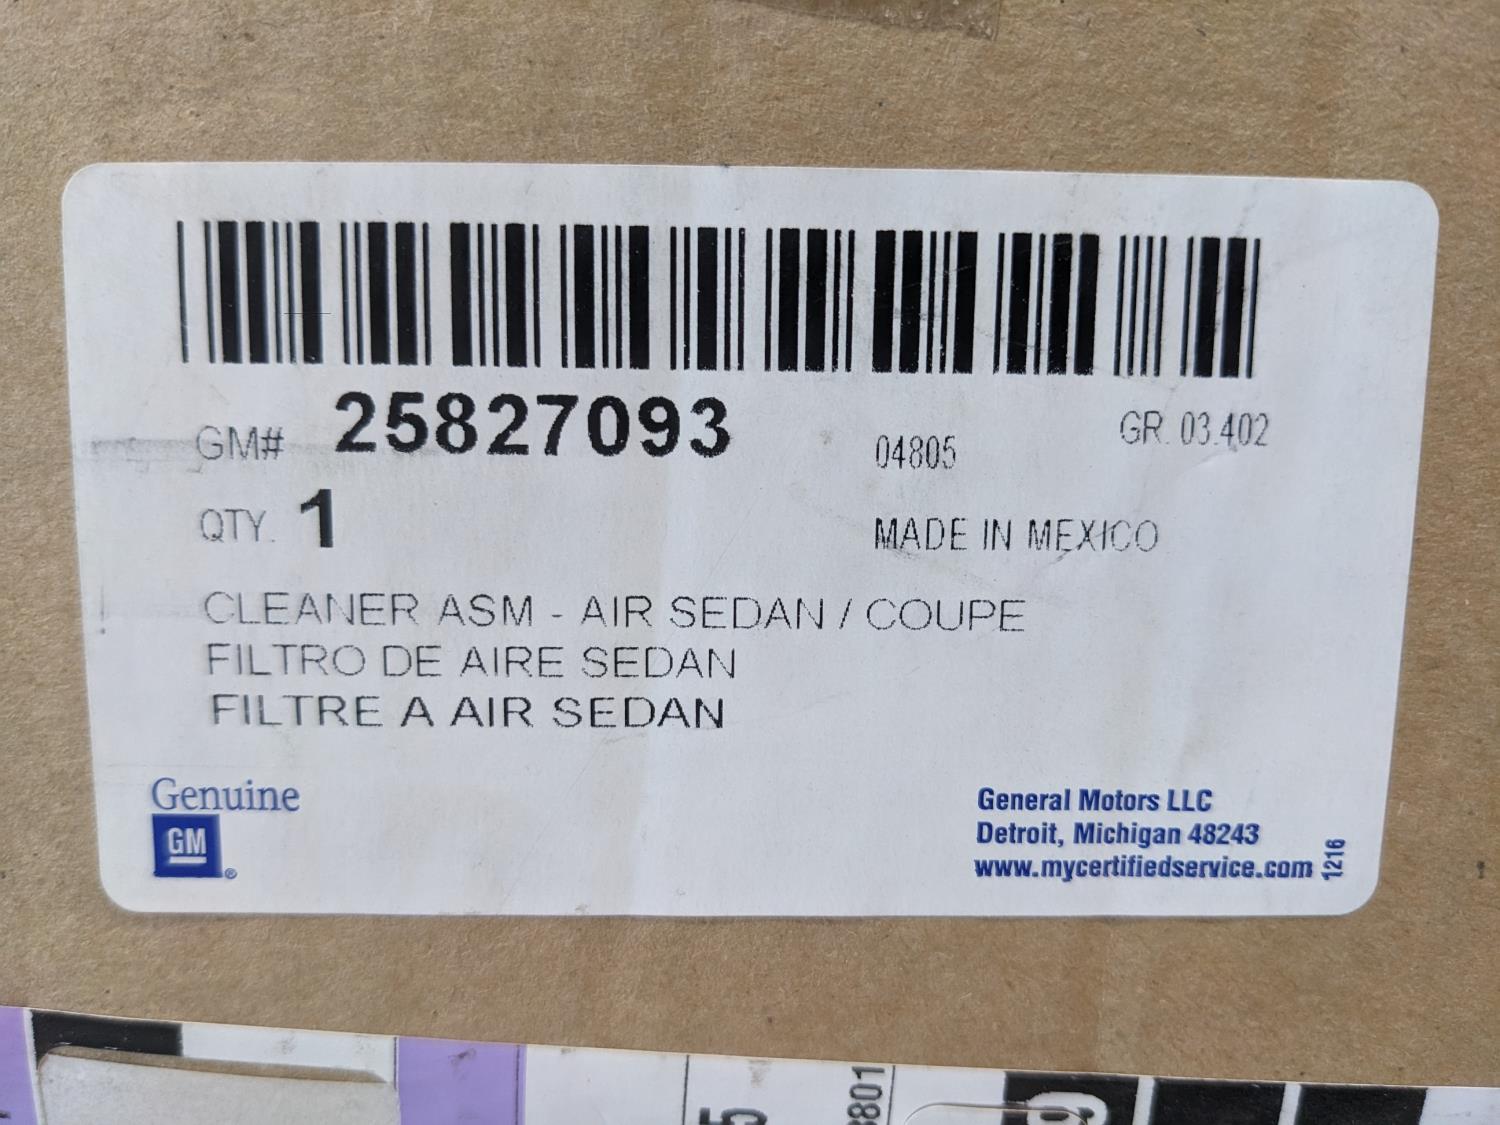 GM# 25827093 04805 GR. 03.402
QTY. 1 MADE IN MEXICO
CLEANER ASM - AIR SEDAN / COUPE
FILTRO DE AIRE SEDAN
FILTRE A AIR SEDAN
Genuine
GM®
General Motors LLC
Detroit, Michigan 48243
www.mycertifiedservice.com
1216